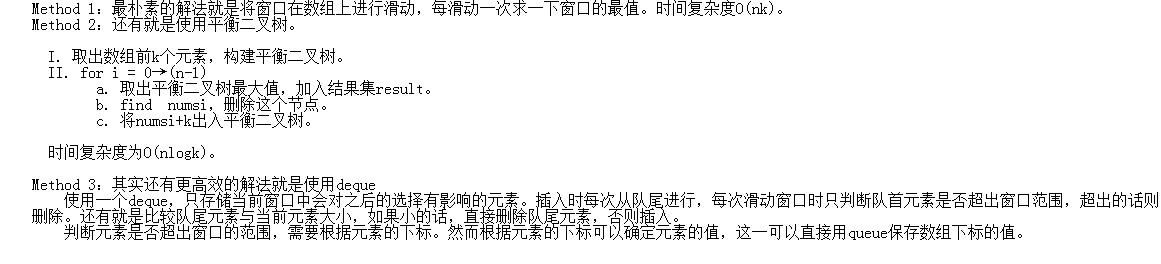 Method 1：最朴素的解法就是将窗口在数组上进行滑动，每滑动一次求一下窗口的最值。时间复杂度O(nk)。
Method 2：还有就是使用平衡二叉树。
I. 取出数组前k个元素，构建平衡二叉树。
II. for i = 0→(n-1)
a. 取出平衡二叉树最大值，加入结果集result。
b. find numsi，删除这个节点。
c. 将numsi+k出入平衡二叉树。
时间复杂度为O(nlogk)。
Method 3：其实还有更高效的解法就是使用deque
使用一个deque，只存储当前窗口中会对之后的选择有影响的元素。插入时每次从队尾进行，每次滑动窗口时只判断队首元素是否超出窗口范围，超出的话则
删除。还有就是比较队尾元素与当前元素大小，如果小的话，直接删除队尾元素，否则插入。
判断元素是否超出窗口的范围，需要根据元素的下标。然而根据元素的下标可以确定元素的值，这一可以直接用queue保存数组下标的值。